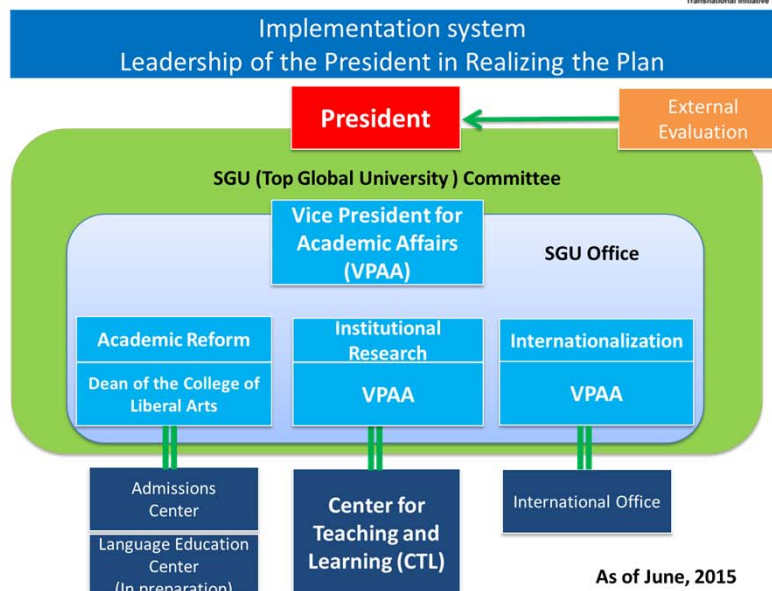 Transnational Initiative
Implementation system
Leadership of the President in Realizing the Plan
President
External
Evaluation
SGU (Top Global University ) Committee
Vice President for
Academic Affairs
(VPAA)
SGU Office
Academic Reform
Dean of the College of
Liberal Arts
Institutional
Research
VPAA
Internationalization
VPAA
Admissions
Center
Language Education
Center
(In preparation)
Center for
Teaching and
Learning (CTL)
International Office
As of June, 2015